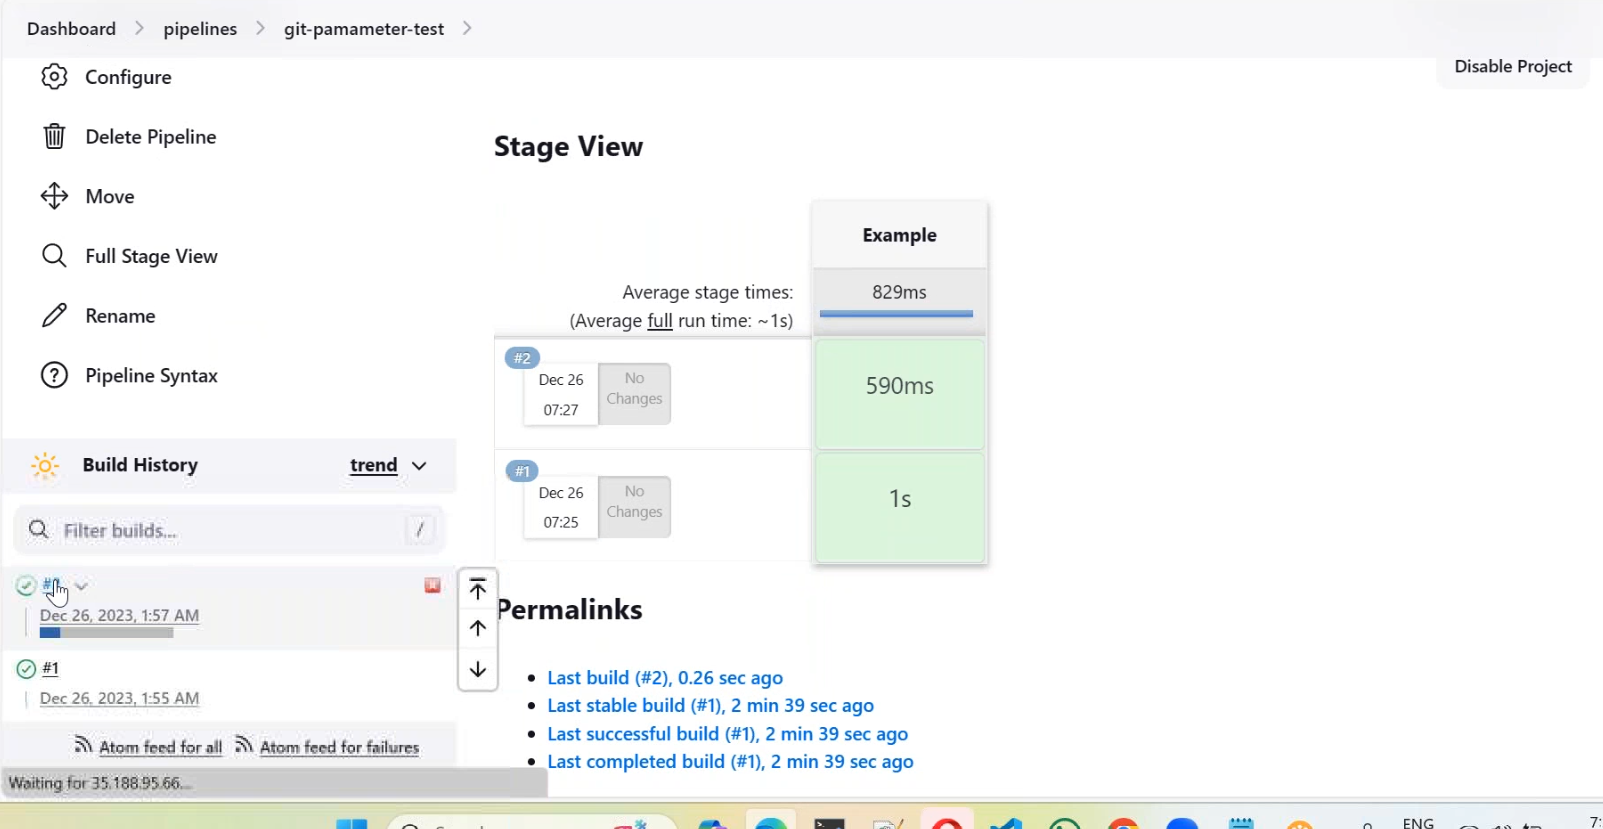 Dashboard > pipelines > git-pamameter-test >
Configure
Disable Project
Delete Pipeline
Move
Full Stage View
Rename
Pipeline Syntax
Build History
trend
Filter builds...
/
Dec 26, 2023, 1:57 AM
#1
Dec 26, 2023, 1:55 AM
Atom feed for all
Atom feed for failures
Waiting for 35.188.95.66...
Stage View
Example
Average stage times:
829ms
(Average full run time: ~1s)
#2
Dec 26
07:27
No
Changes
590ms
#1
Dec 26
07:25
No
Changes
1s
Permalinks
Last build (#2), 0.26 sec ago
Last stable build (#1), 2 min 39 sec ago
Last successful build (#1), 2 min 39 sec ago
Last completed build (#1), 2 min 39 sec ago
ENG